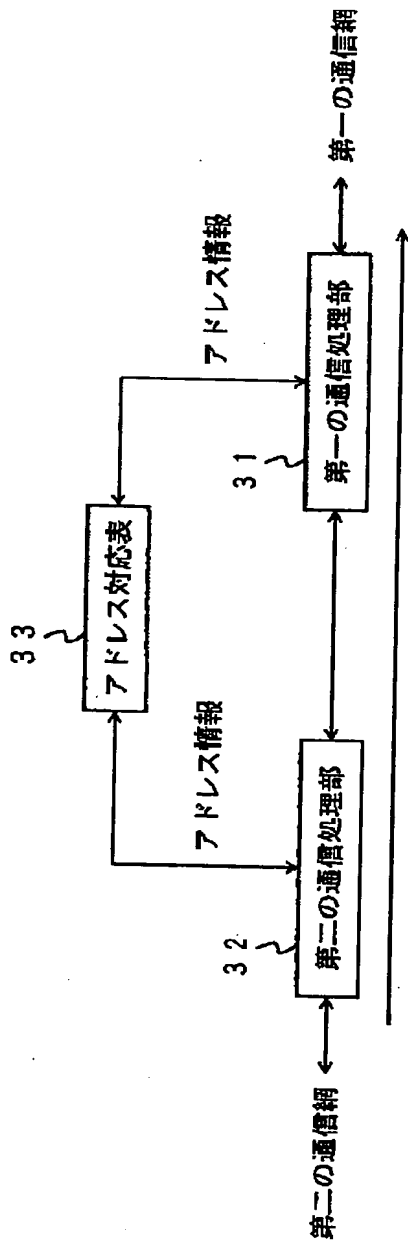 33
アドレス対応表
アドレス情報
アドレス情報
32
31
第二の通信網
第二の通信処理部
第一の通信処理部
第一の通信網